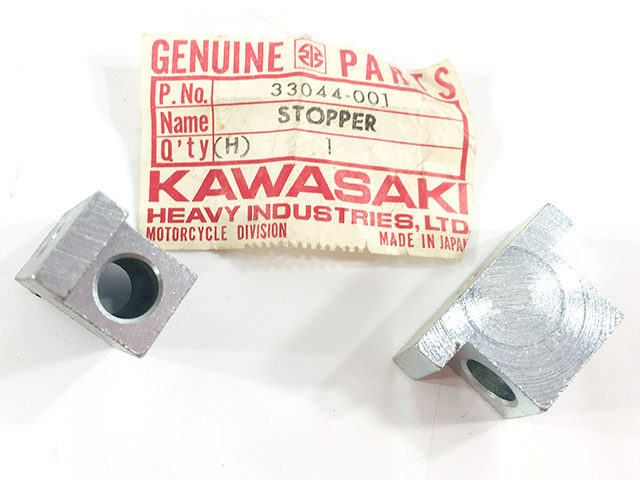 GENUINE PARTS
P. No. 33044-001
Name STOPPER
Q'ty (H) 1
KAWASAKI
HEAVY INDUSTRIES, LTD.
MOTORCYCLE DIVISION MADE IN JAPAN